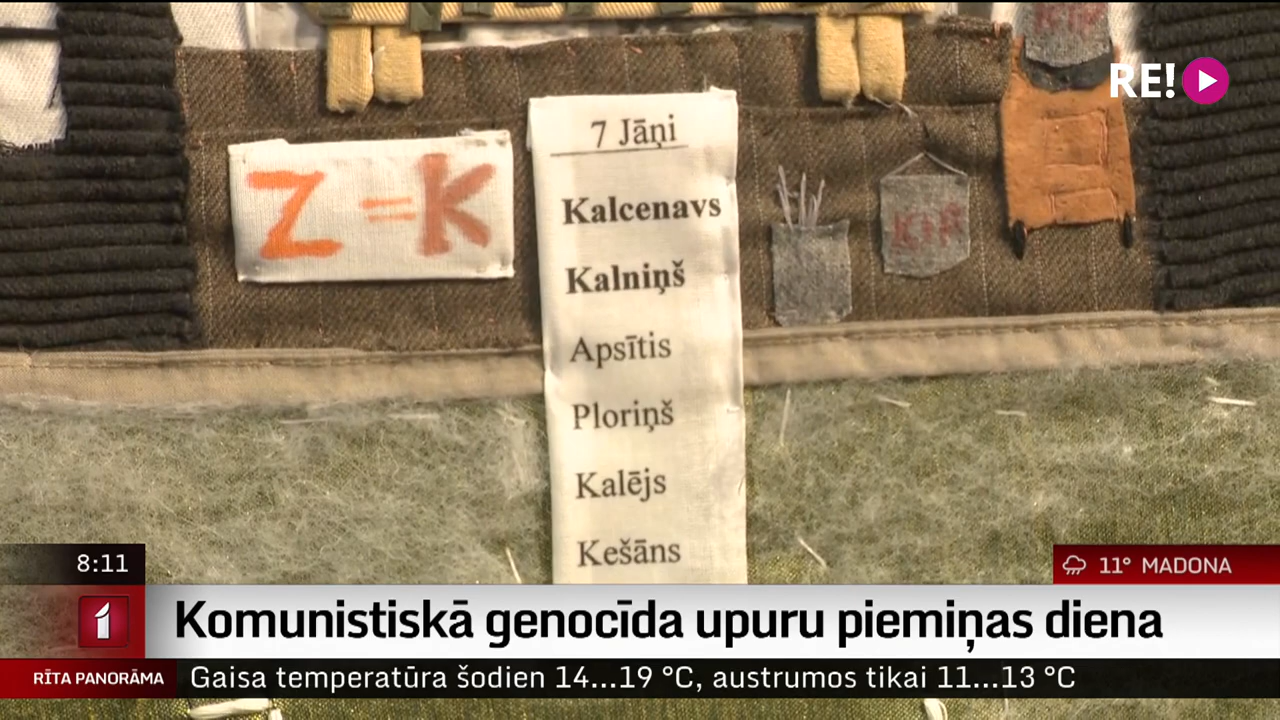 RE!
7 Jāņi
Z = K
Kalcenavs
Kalniņš
Apsītis
Ploriņš
Kalējs
Kešāns
8:11
11° MADONA
1
Komunistiskā genocīda upuru piemiņas diena
RĪTA PANORĀMA
Gaisa temperatūra šodien 14...19 °C, austrumos tikai 11...13 °C